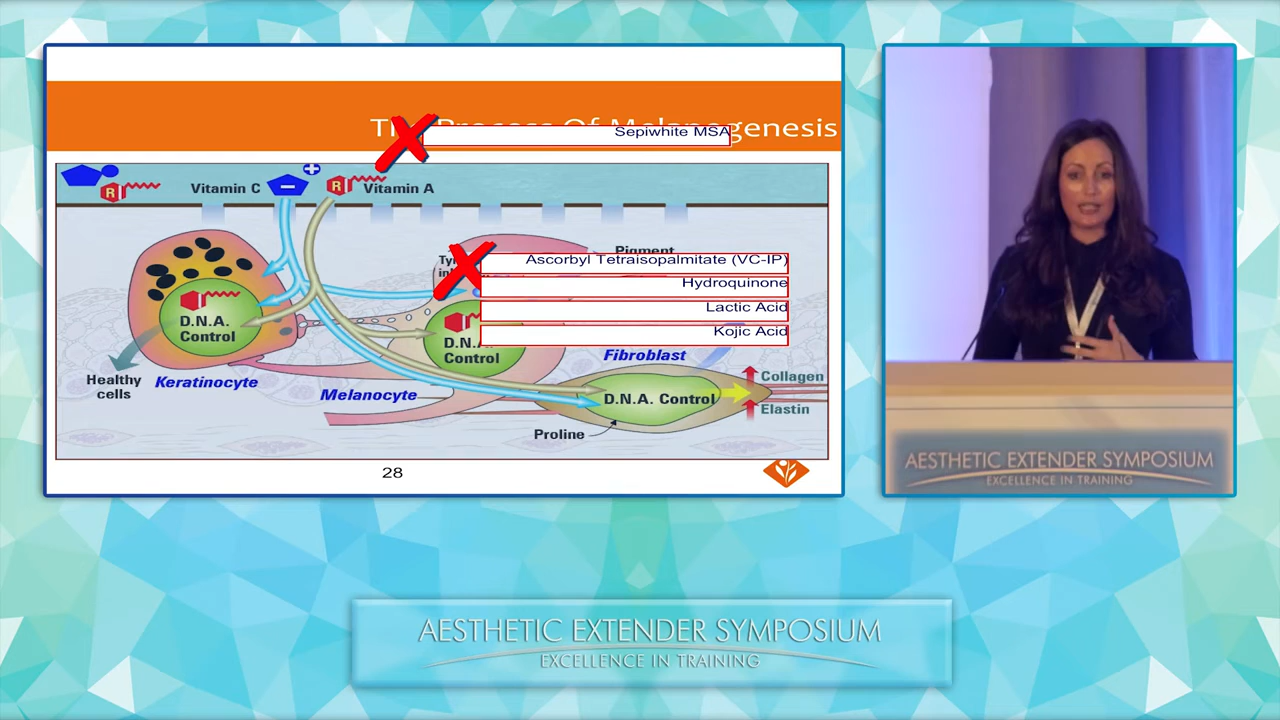 Melanogenesis
Sepiwhite MSA
Vitamin C
Vitamin A
R
R
Pigment
Ascorbyl Tetraisopalmitate (VC-IP)
Hydroquinone
Lactic Acid
Kojic Acid
D.N.A.
Control
D.N.A.
Control
Fibroblast
Healthy
cells
Keratinocyte
Melanocyte
D.N.A. Control
Collagen
Elastin
Proline
28
AESTHETIC EXTENDER SYMPOSIUM
EXCELLENCE IN TRAINING
AESTHETIC EXTENDER SYMPOSIUM
EXCELLENCE IN TRAINING